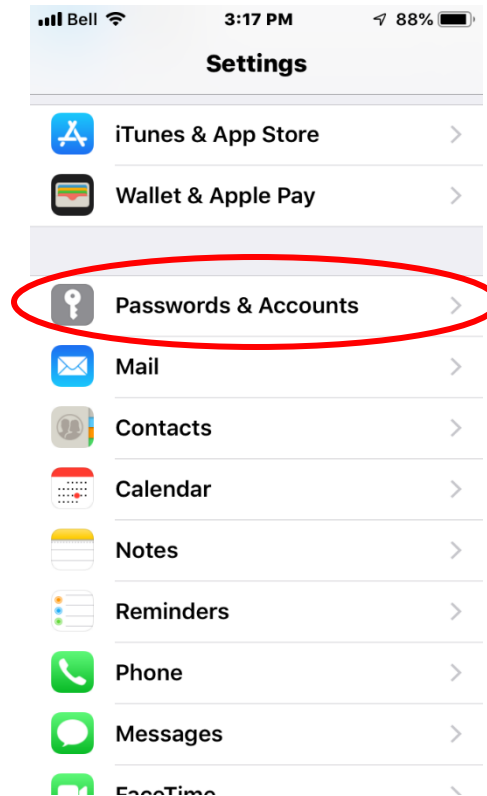 Bell 3:17 PM 88%
Settings
iTunes & App Store
Wallet & Apple Pay
Passwords & Accounts
Mail
Contacts
Calendar
Notes
Reminders
Phone
Messages
FaceTime